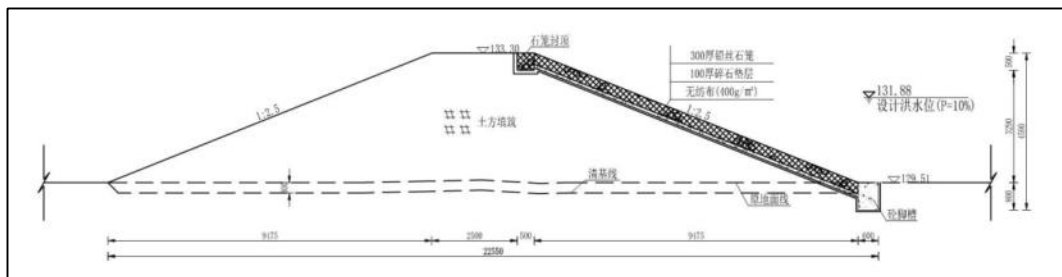 石笼封顶
133.30
300厚铅丝石笼
100厚碎石垫层
无纺布(400g/㎡)
131.88
设计洪水位(P=10%)
1:2.5
1:2.5
土方填筑
清基线
原地面线
129.51
砼脚槽
500
800
9175
2500
500
9175
600
22550